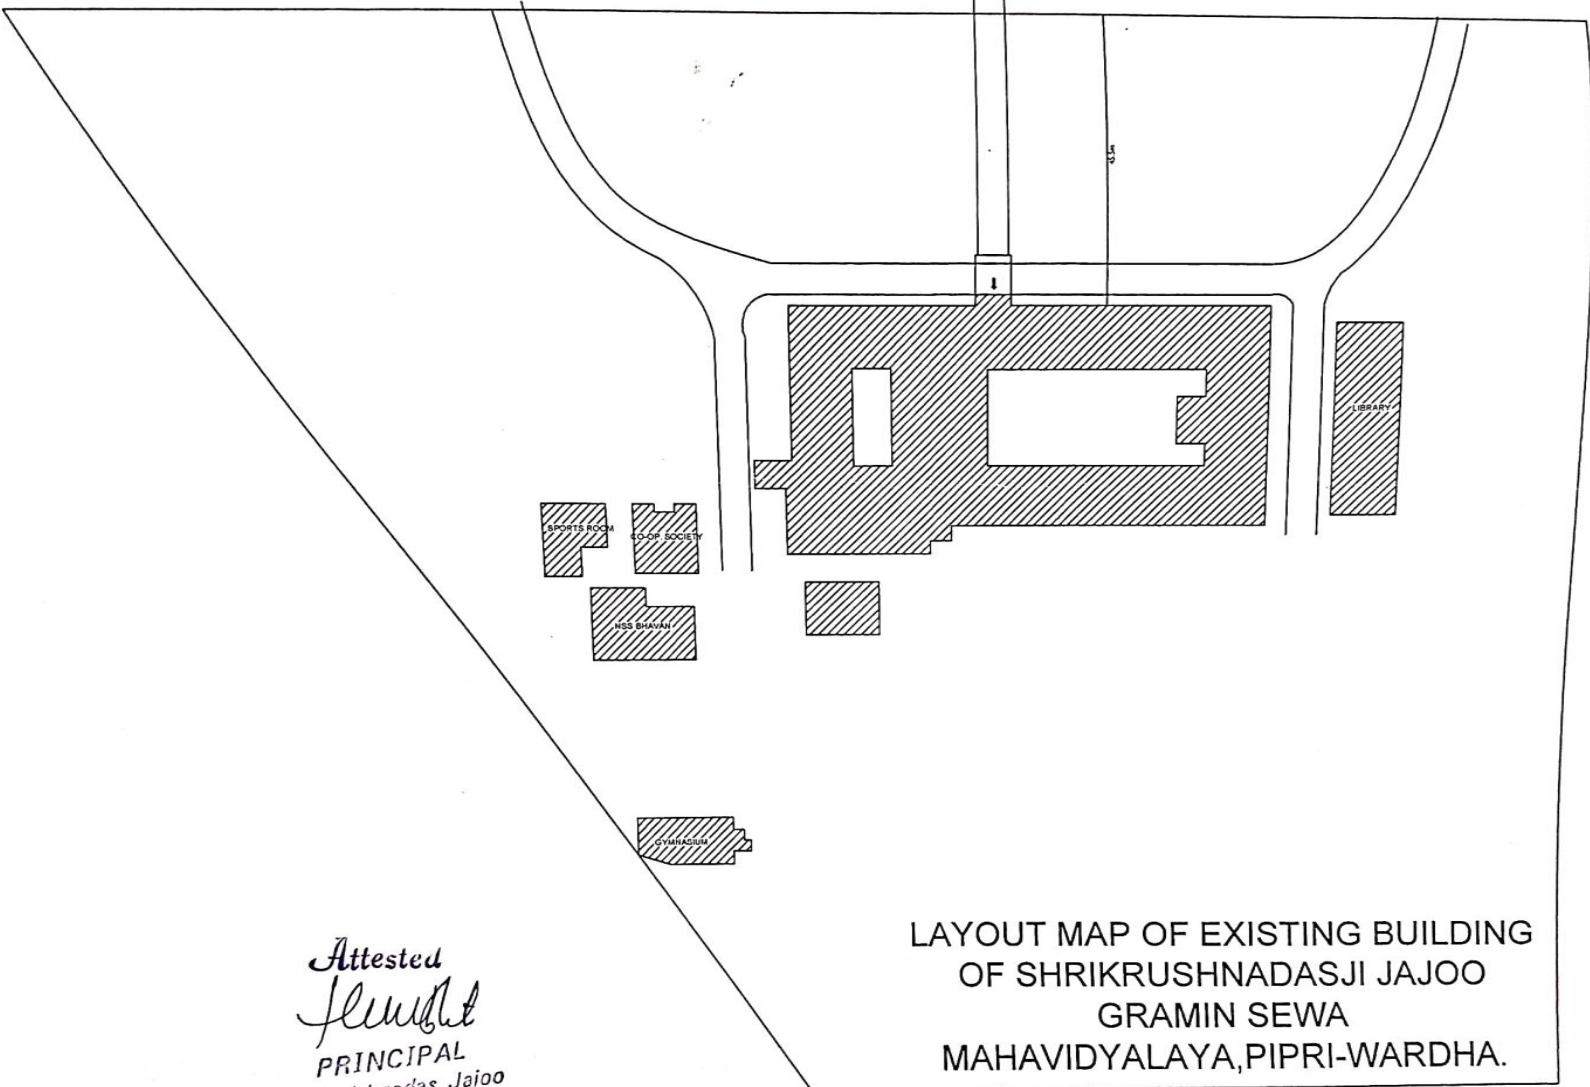 SPORTS ROOM
CO-OP. SOCIETY
NSS BHAVAN
LIBRARY
GYMNASIUM
LAYOUT MAP OF EXISTING BUILDING
OF SHRIKRUSHNADASJI JAJOO
GRAMIN SEWA
MAHAVIDYALAYA,PIPRI-WARDHA.
Attested
PRINCIPAL
Jajoo